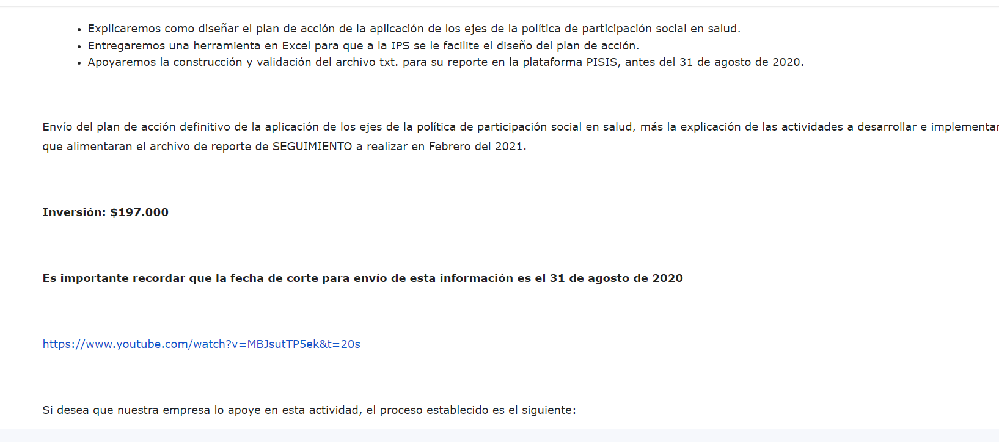 • Explicaremos como diseñar el plan de acción de la aplicación de los ejes de la política de participación social en salud.
• Entregaremos una herramienta en Excel para que a la IPS se le facilite el diseño del plan de acción.
• Apoyaremos la construcción y validación del archivo txt. para su reporte en la plataforma PISIS, antes del 31 de agosto de 2020.
Envío del plan de acción definitivo de la aplicación de los ejes de la política de participación social en salud, más la explicación de las actividades a desarrollar e implementar
que alimentaran el archivo de reporte de SEGUIMIENTO a realizar en Febrero del 2021.
Inversión: $197.000
Es importante recordar que la fecha de corte para envío de esta información es el 31 de agosto de 2020
https://www.youtube.com/watch?v=MBJsutTP5ek&t=20s
Si desea que nuestra empresa lo apoye en esta actividad, el proceso establecido es el siguiente: